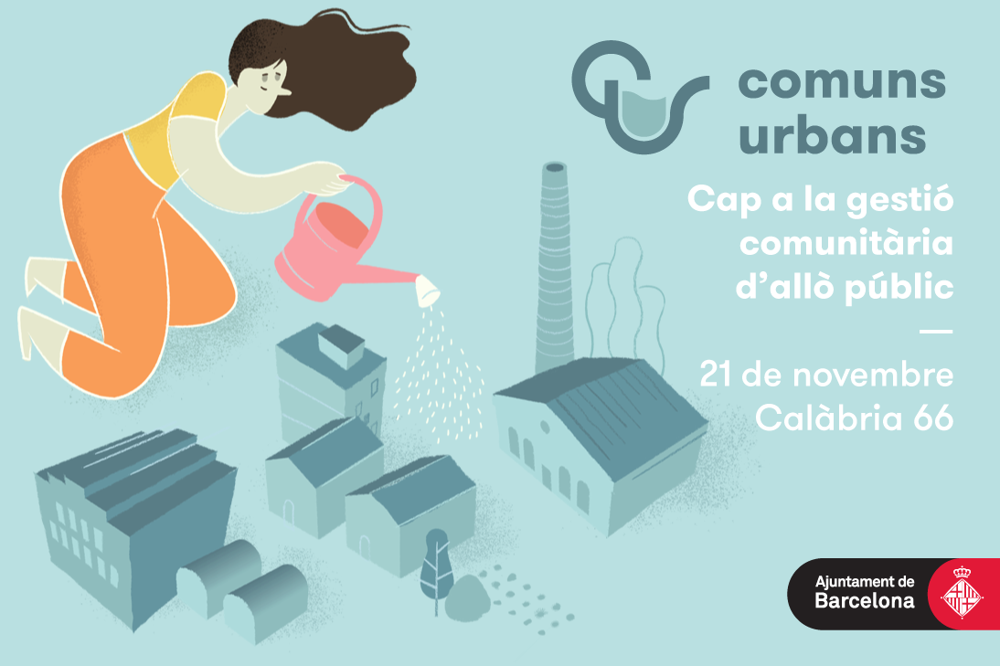 comuns
urbans
Cap a la gestió
comunitària
d'allò públic
21 de novembre
Calàbria 66
Ajuntament de
Barcelona